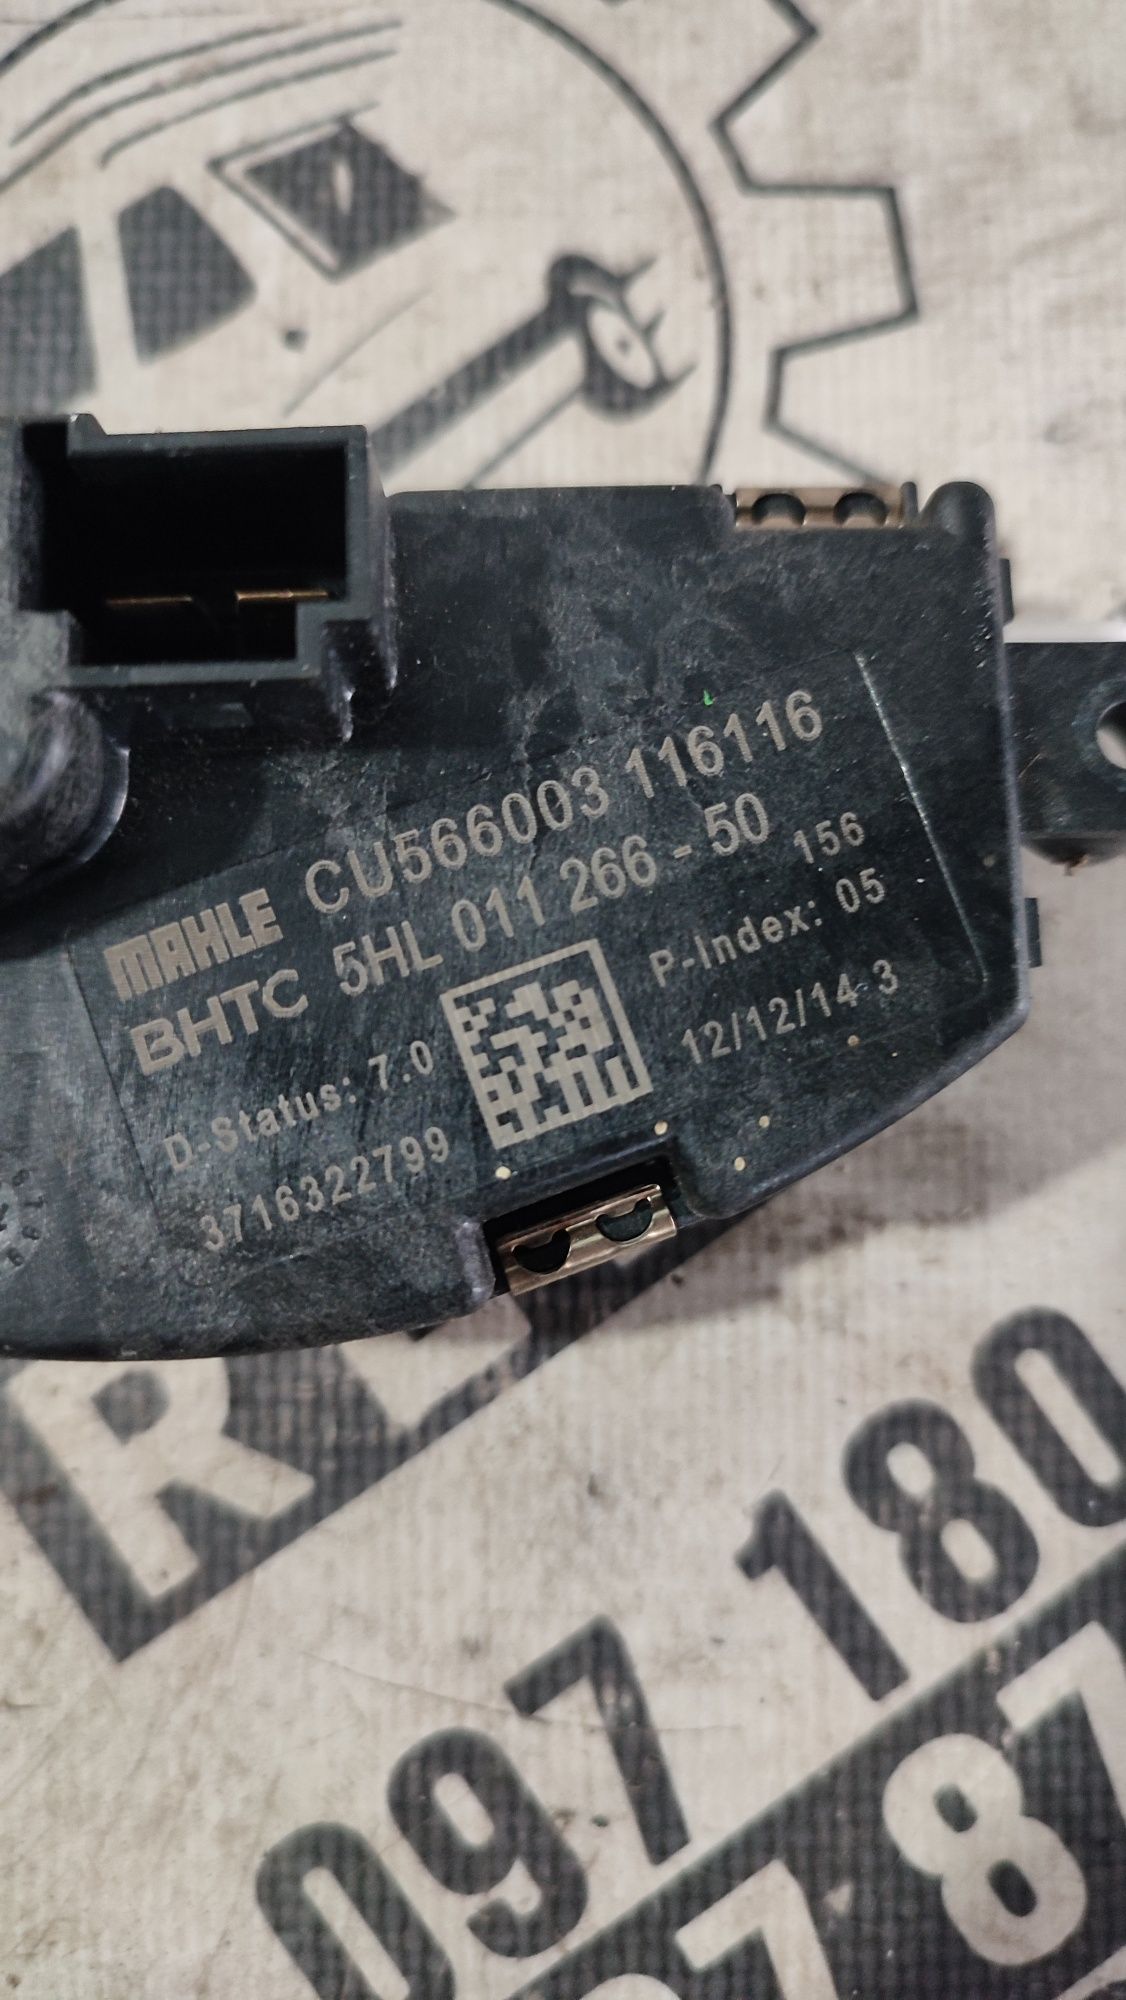 MAHLE CU566003 116116
BHTC 5HL 011 266 - 50
156
D-Status: 7.0
P-Index: 05
3716322799
12/12/14 3
180
097
87